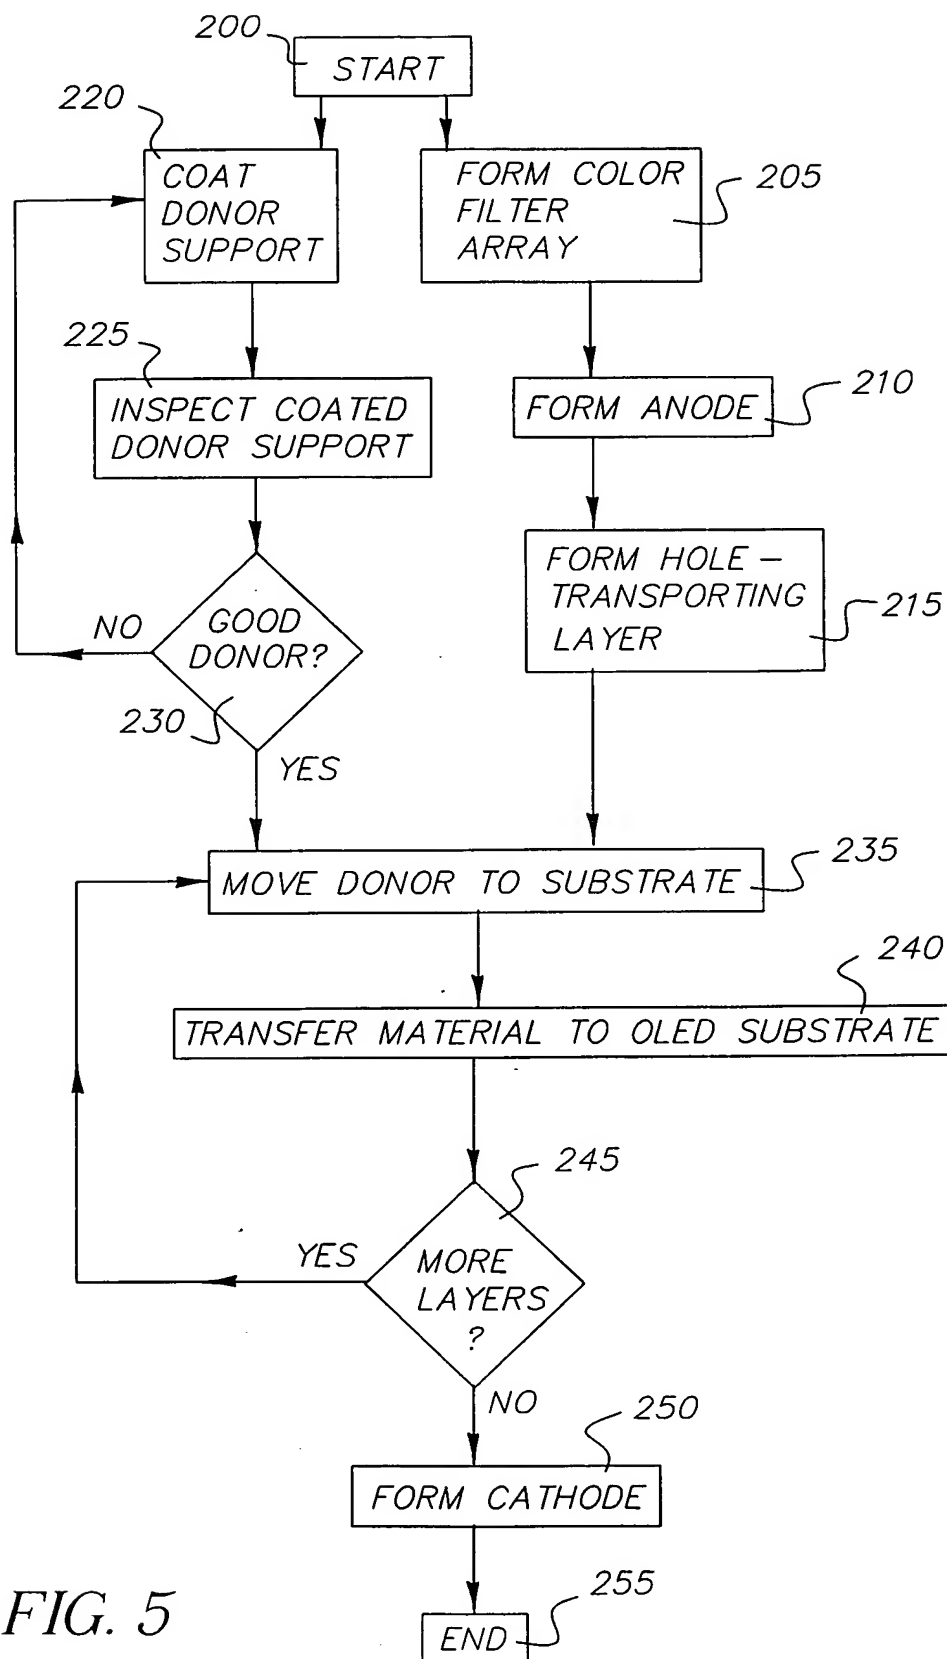 200
START
220
COAT
DONOR
SUPPORT
FORM COLOR
FILTER
ARRAY
205
225
INSPECT COATED
DONOR SUPPORT
FORM ANODE
210
FORM HOLE –
TRANSPORTING
LAYER
215
NO
GOOD
DONOR?
230
YES
MOVE DONOR TO SUBSTRATE
235
240
TRANSFER MATERIAL TO OLED SUBSTRATE
245
YES
MORE
LAYERS
?
NO
250
FORM CATHODE
255
END
FIG. 5